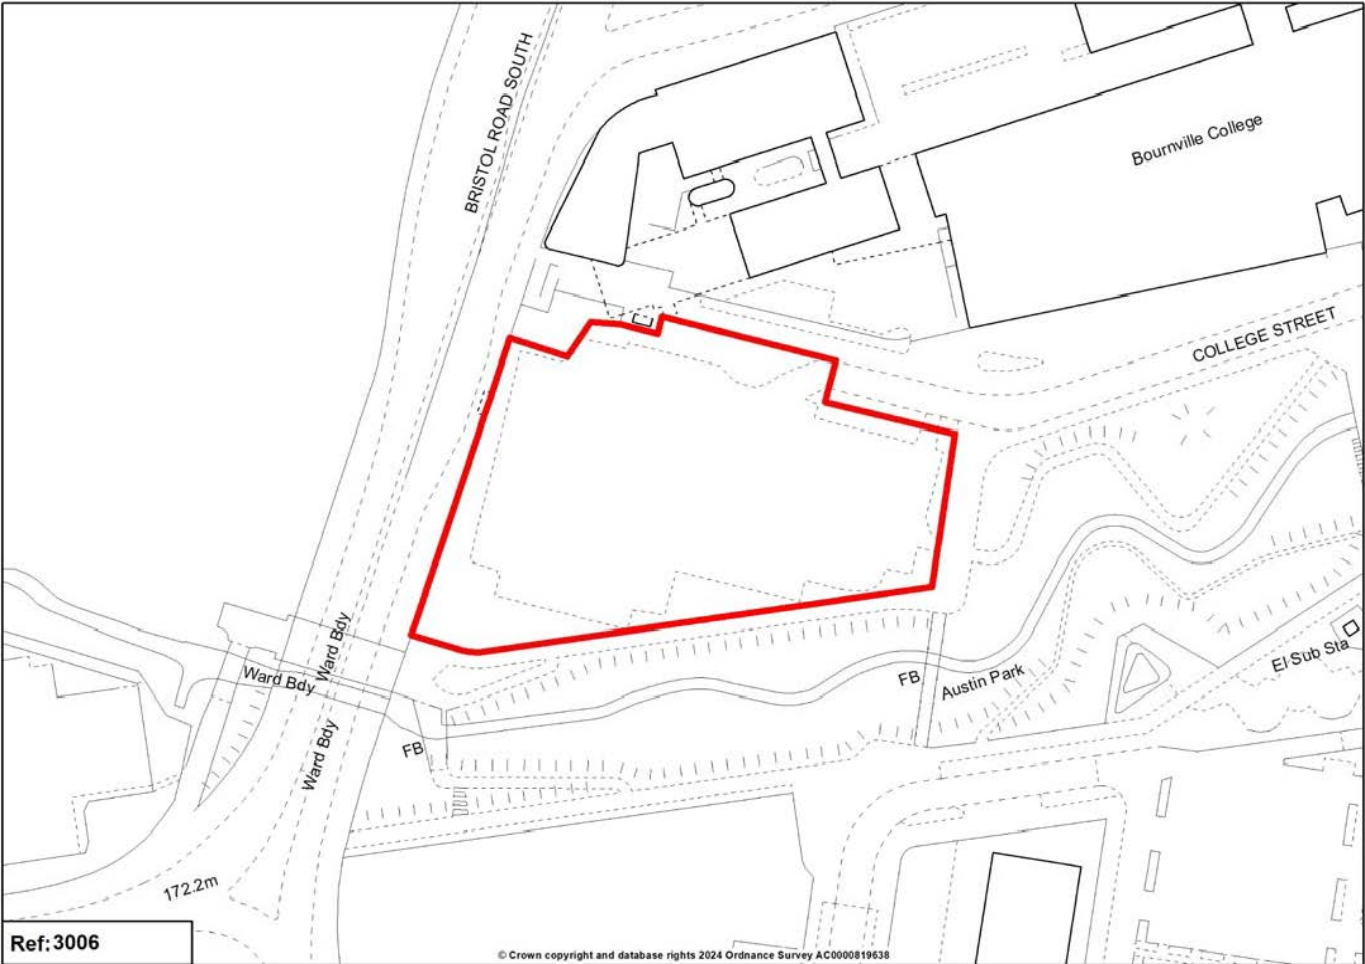 BRISTOL ROAD SOUTH
Bournville College
COLLEGE STREET
Ward Bdy
Ward Bdy
El Sub Sta
FB
Austin Park
Ward Bdy
FB
172.2m
Ref:3006
© Crown copyright and database rights 2024 Ordnance Survey AC0000819638